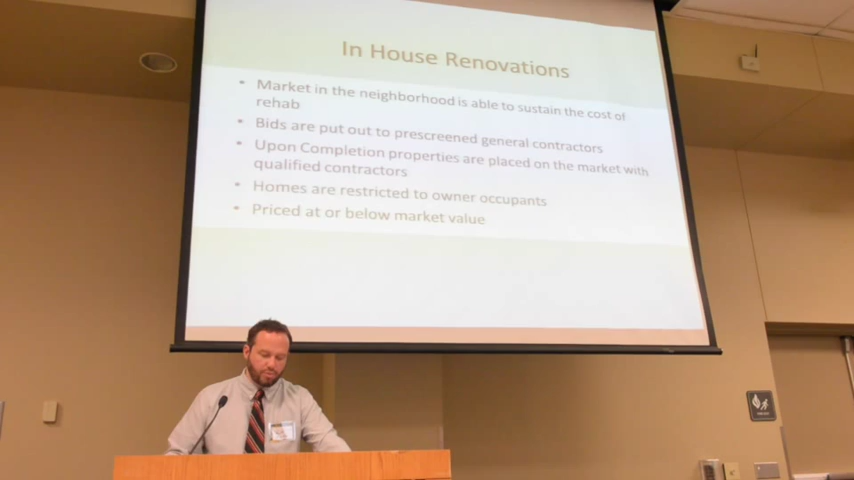 In House Renovations
• Market in the neighborhood is able to sustain the cost of
rehab
• Bids are put out to prescreened general contractors
• Upon Completion properties are placed on the market with
qualified contractors
• Homes are restricted to owner occupants
• Priced at or below market value